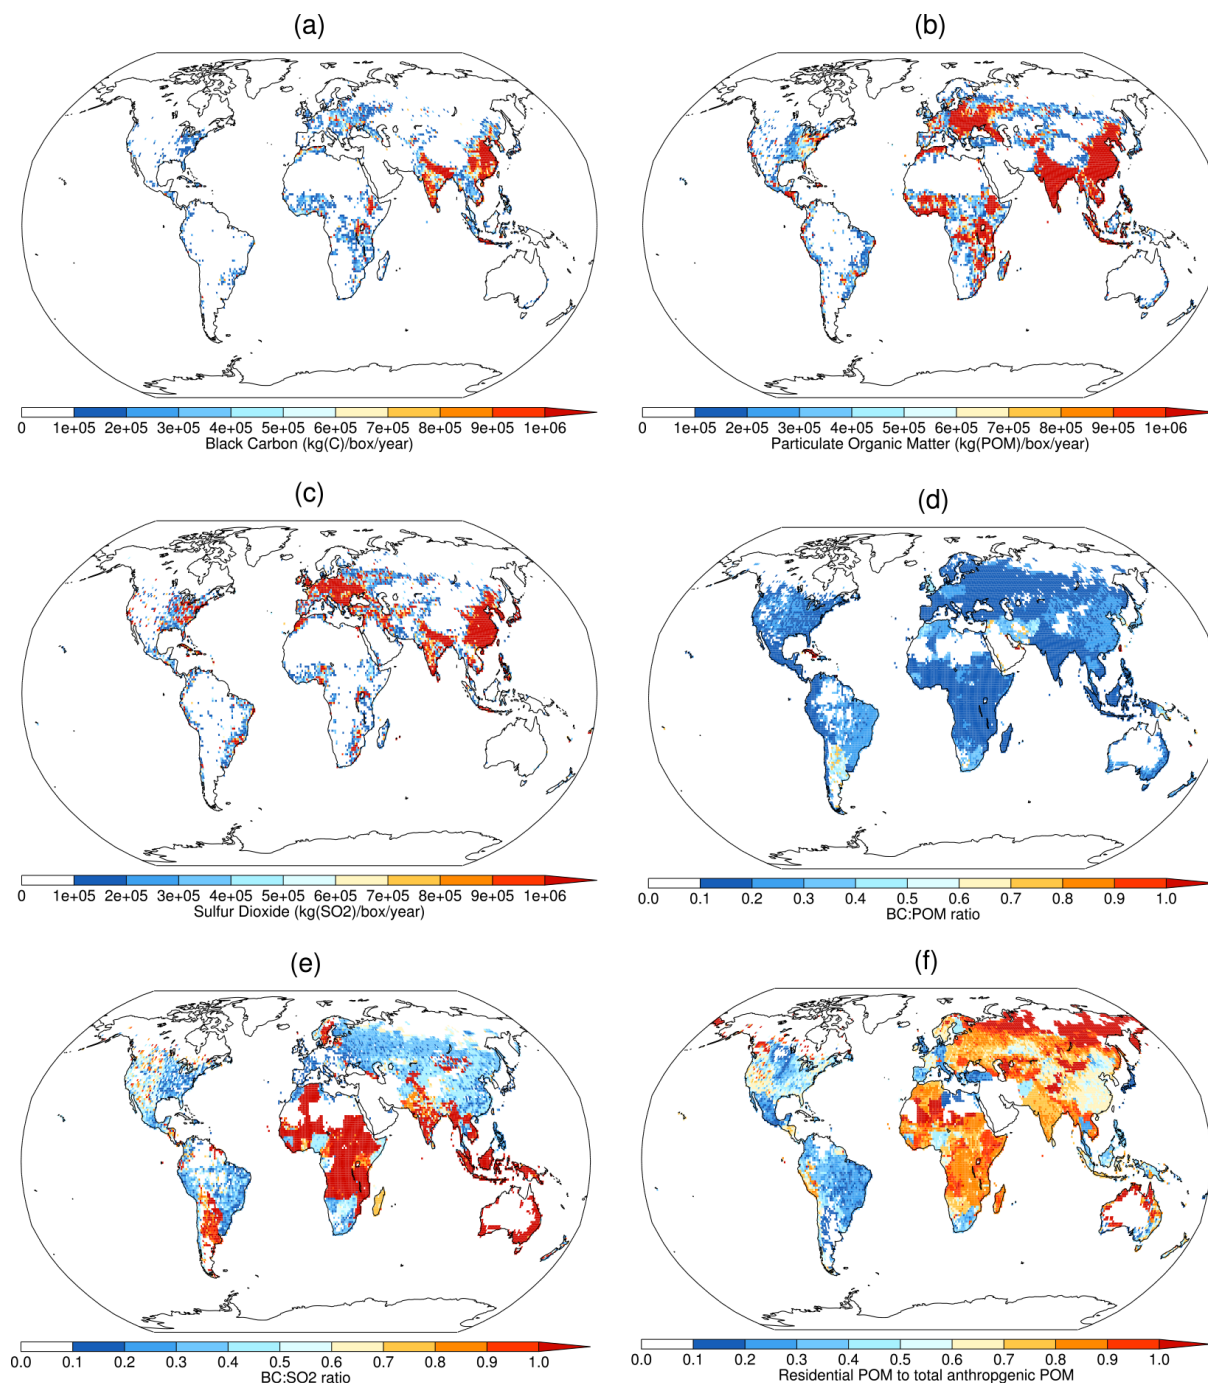 (a)
(b)
0 1e+05 2e+05 3e+05 4e+05 5e+05 6e+05 7e+05 8e+05 9e+05 1e+06
Black Carbon (kg(C)/box/year)
0 1e+05 2e+05 3e+05 4e+05 5e+05 6e+05 7e+05 8e+05 9e+05 1e+06
Particulate Organic Matter (kg(POM)/box/year)
(c)
(d)
0 1e+05 2e+05 3e+05 4e+05 5e+05 6e+05 7e+05 8e+05 9e+05 1e+06
Sulfur Dioxide (kg(SO2)/box/year)
0.0 0.1 0.2 0.3 0.4 0.5 0.6 0.7 0.8 0.9 1.0
BC:POM ratio
(e)
(f)
0.0 0.1 0.2 0.3 0.4 0.5 0.6 0.7 0.8 0.9 1.0
BC:SO2 ratio
0.0 0.1 0.2 0.3 0.4 0.5 0.6 0.7 0.8 0.9 1.0
Residential POM to total anthropgenic POM